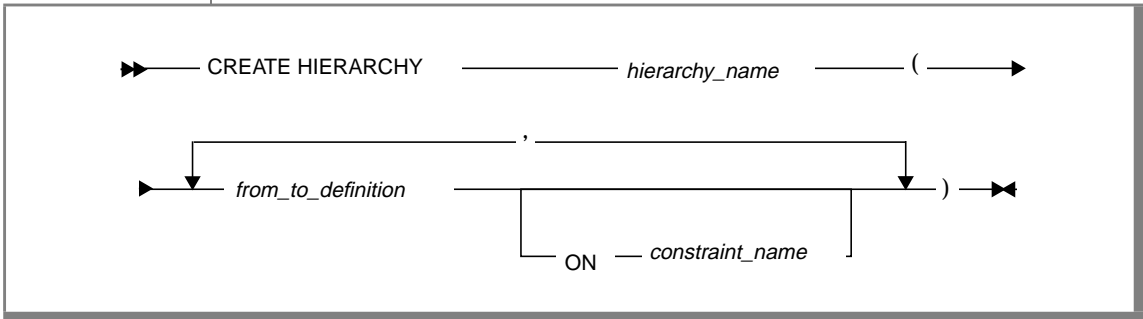 CREATE HIERARCHY hierarchy_name (
,
from_to_definition )
ON constraint_name